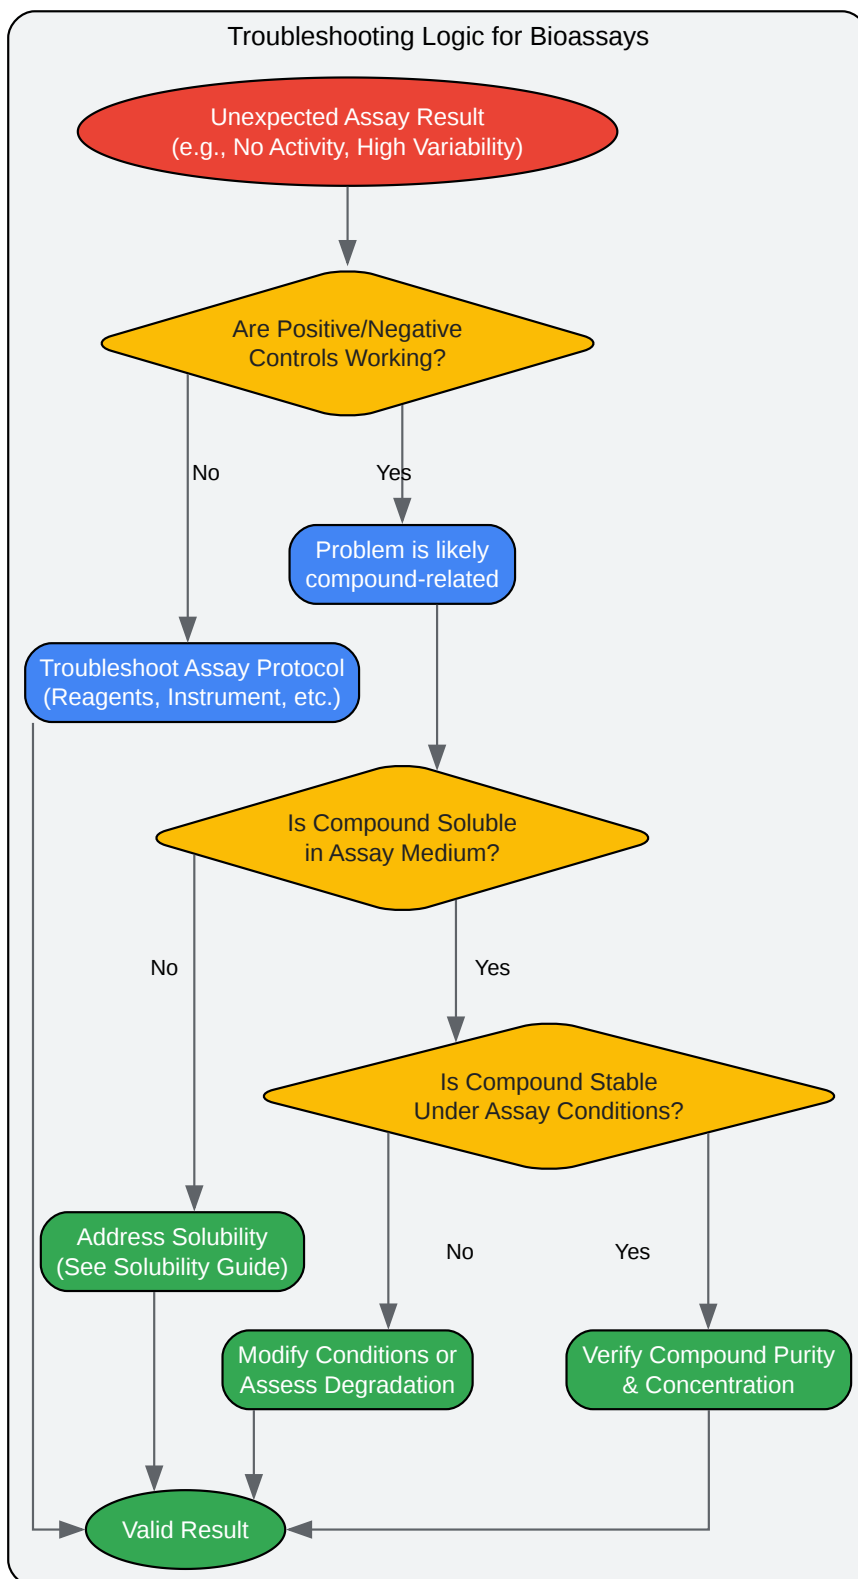 Troubleshooting Logic for Bioassays
Unexpected Assay Result
(e.g., No Activity, High Variability)
Are Positive/Negative
Controls Working?
No
Yes
Problem is likely
compound-related
Troubleshoot Assay Protocol
(Reagents, Instrument, etc.)
Is Compound Soluble
in Assay Medium?
No
Yes
Is Compound Stable
Under Assay Conditions?
Address Solubility
(See Solubility Guide)
No
Yes
Modify Conditions or
Assess Degradation
Verify Compound Purity
& Concentration
Valid Result